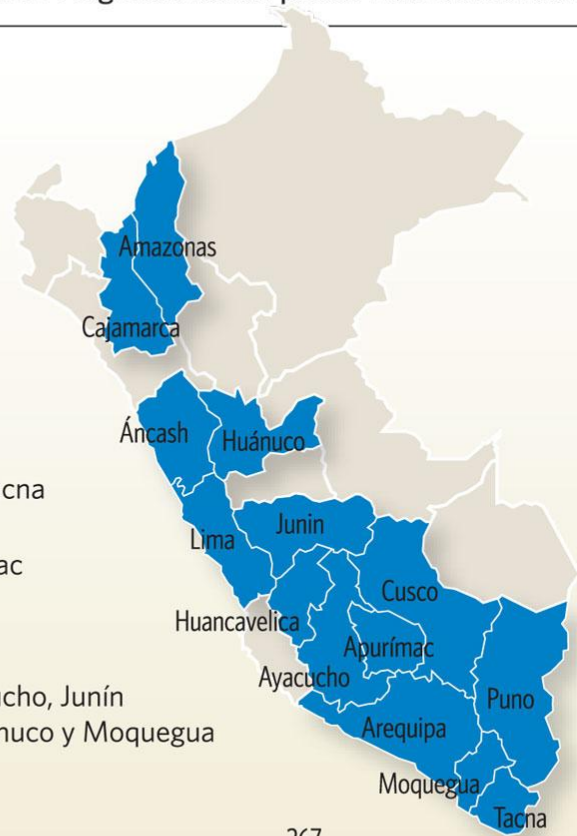 Amazonas
Cajamarca
Áncash
Huánuco
cna
Lima
Junin
ac
Cusco
Huancavelica
Apurímac
Ayacucho
cho, Junín
Puno
nuco y Moquegua
Arequipa
Moquegua
Tacna